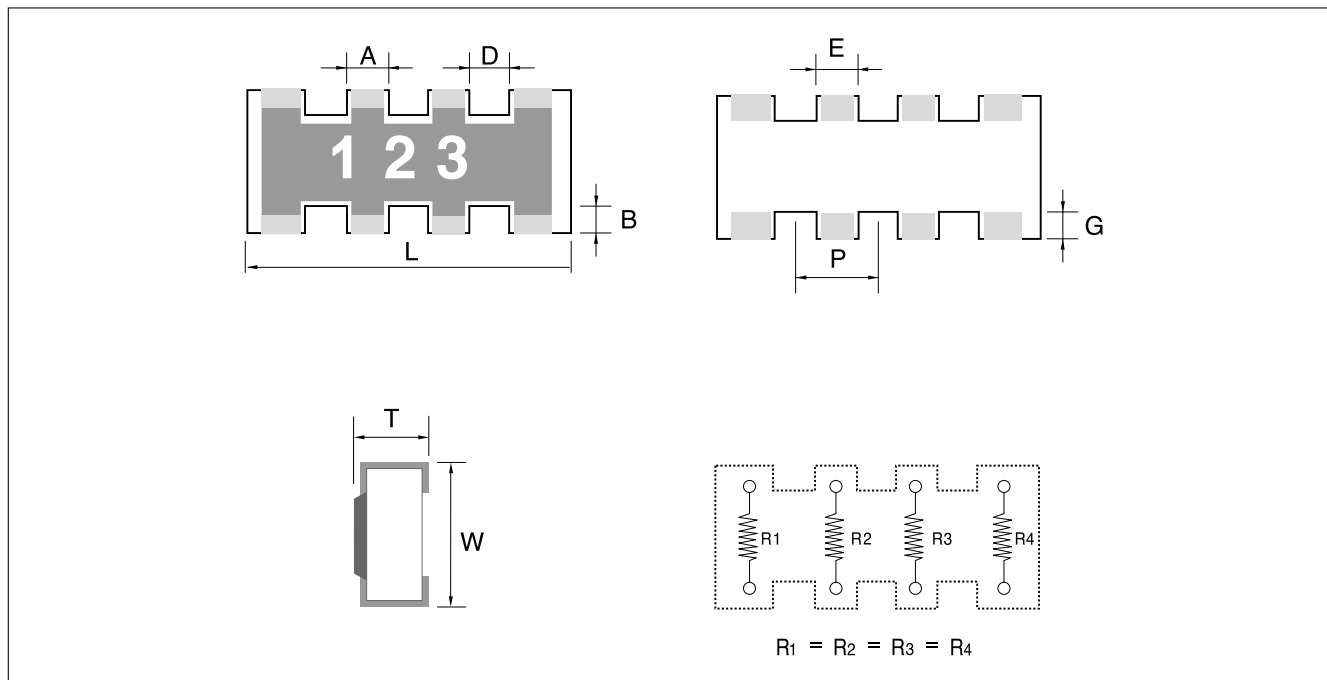 A D
E
1 2 3
B
L
G
P
T
W
R1 R2 R3 R4
R1 = R2 = R3 = R4